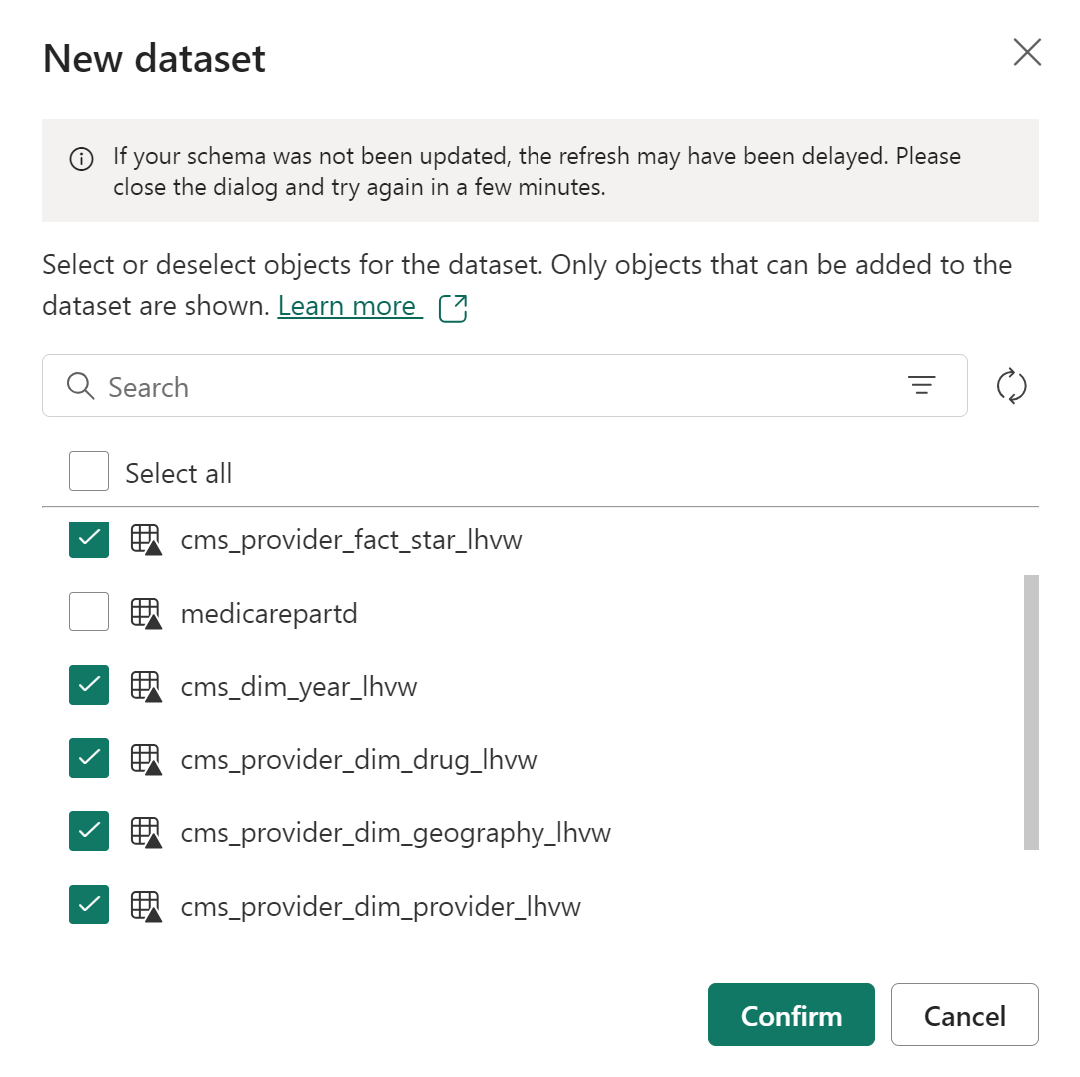 New dataset
If your schema was not been updated, the refresh may have been delayed. Please
close the dialog and try again in a few minutes.
Select or deselect objects for the dataset. Only objects that can be added to the
dataset are shown. Learn more
Search
Select all
cms_provider_fact_star_lhvw
medicarepartd
cms_dim_year_lhvw
cms_provider_dim_drug_lhvw
cms_provider_dim_geography_lhvw
cms_provider_dim_provider_lhvw
Confirm Cancel